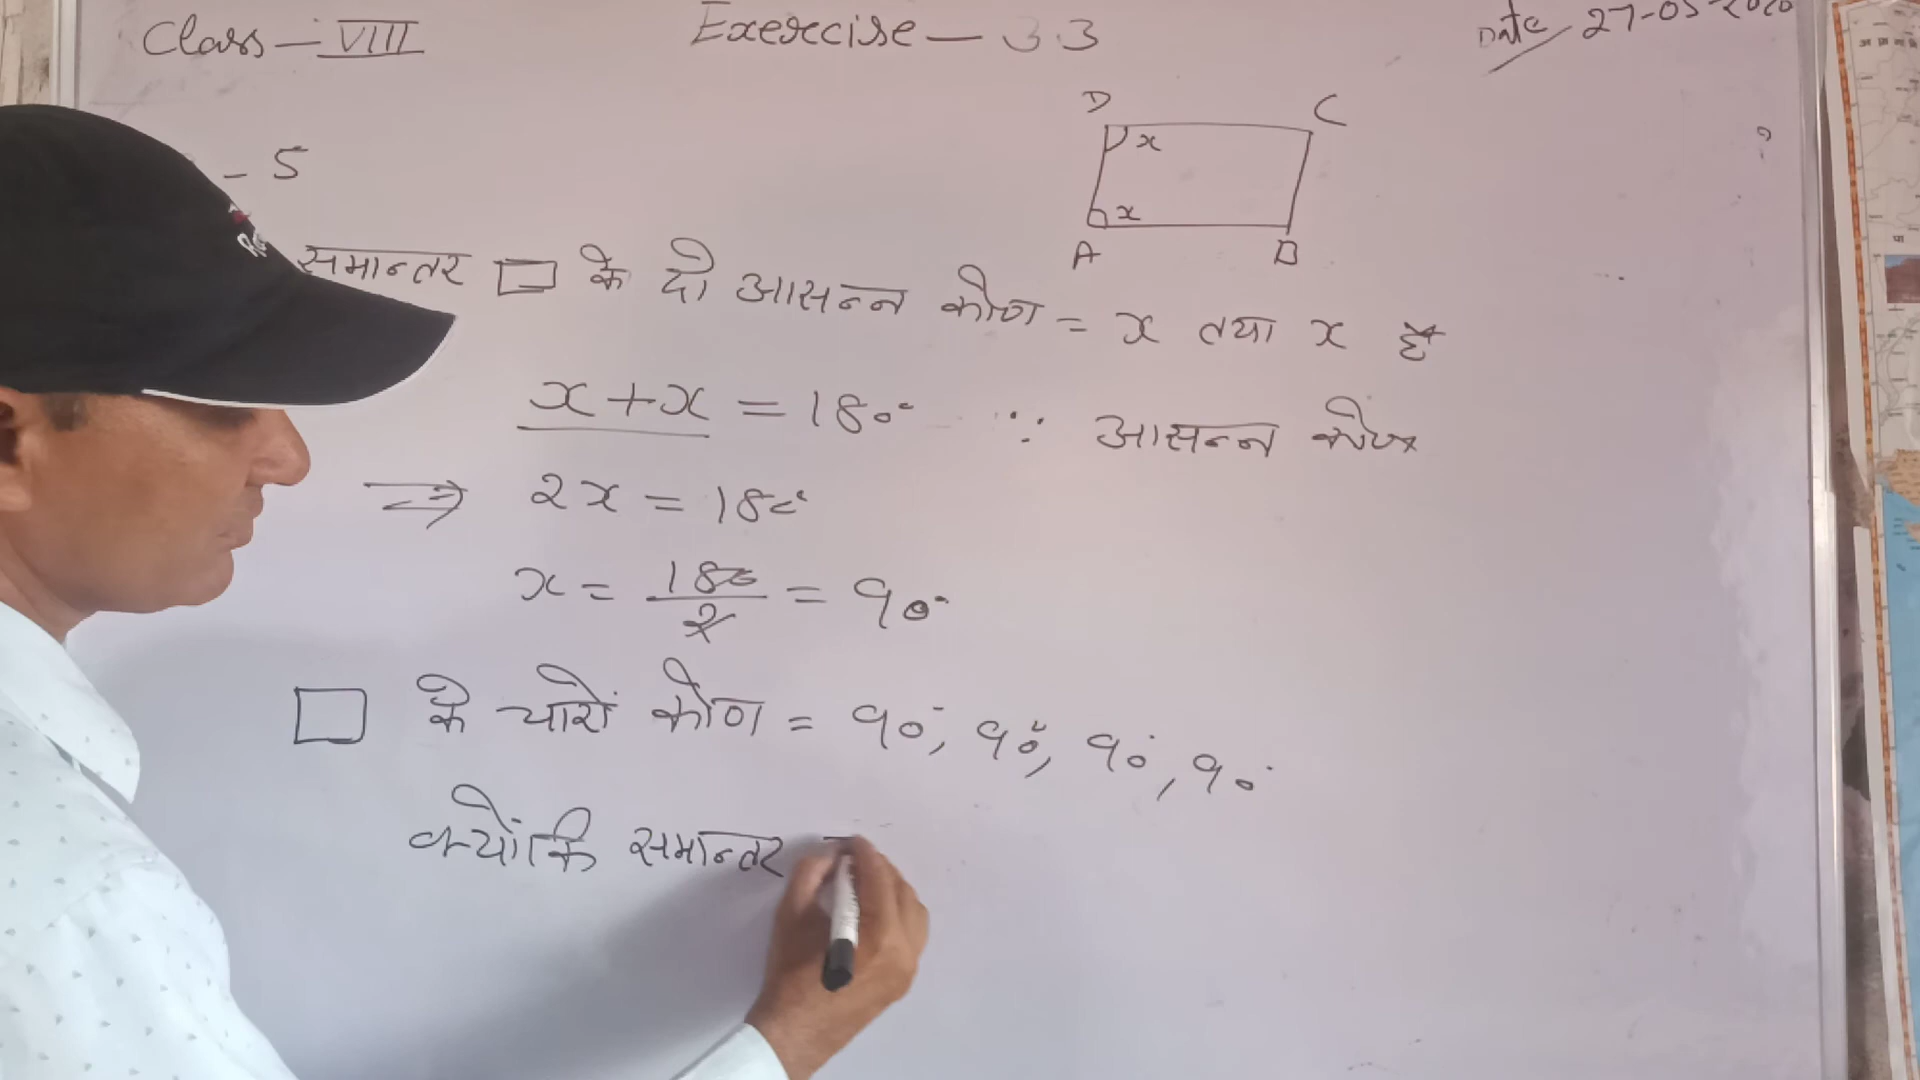 Class - VIII
Exercise - 3.3
Date 27-05-2020
D C
x
x
A B
- 5
समान्तर □ के दो आसन्न कोण = x तथा x हैं
x + x = 180° ∵ आसन्न कोण
⇒ 2x = 180°
x = 180/2 = 90°
□ के चारों कोण = 90°, 90°, 90°, 90°
क्योंकि समान्तर